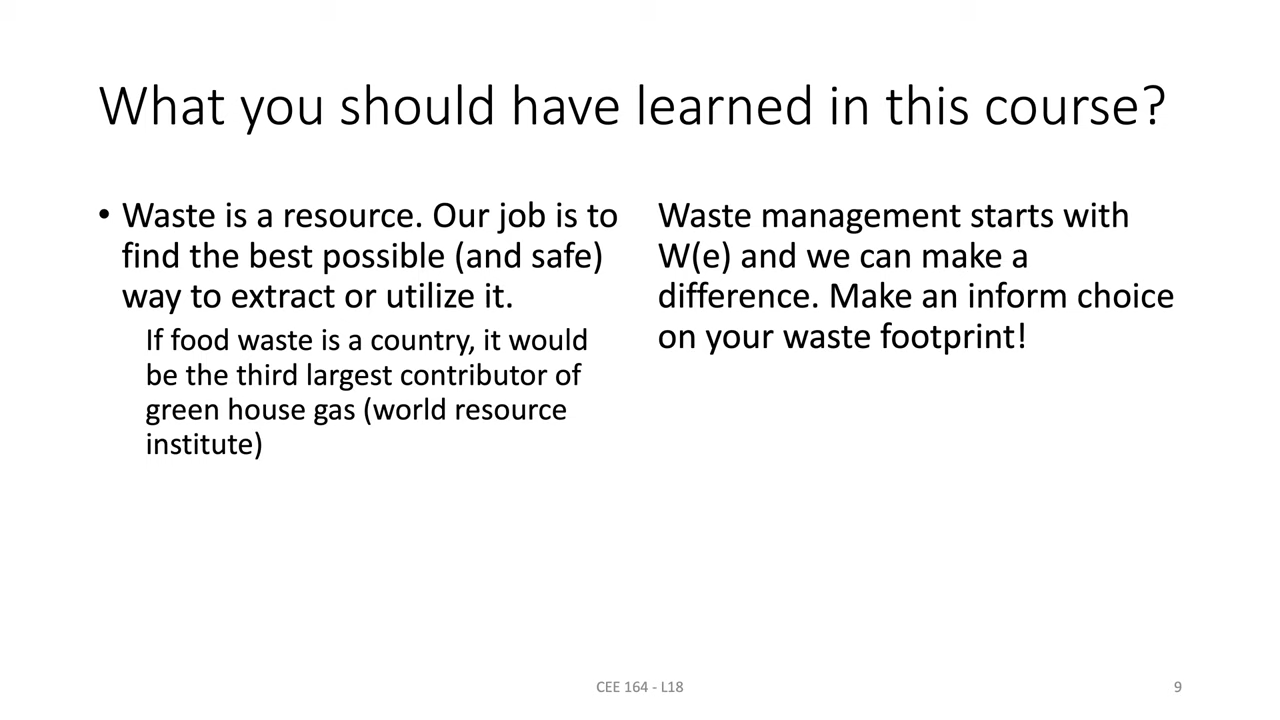 What you should have learned in this course?
• Waste is a resource. Our job is to
find the best possible (and safe)
way to extract or utilize it.
If food waste is a country, it would
be the third largest contributor of
green house gas (world resource
institute)
Waste management starts with
W(e) and we can make a
difference. Make an inform choice
on your waste footprint!
CEE 164 - L18
9